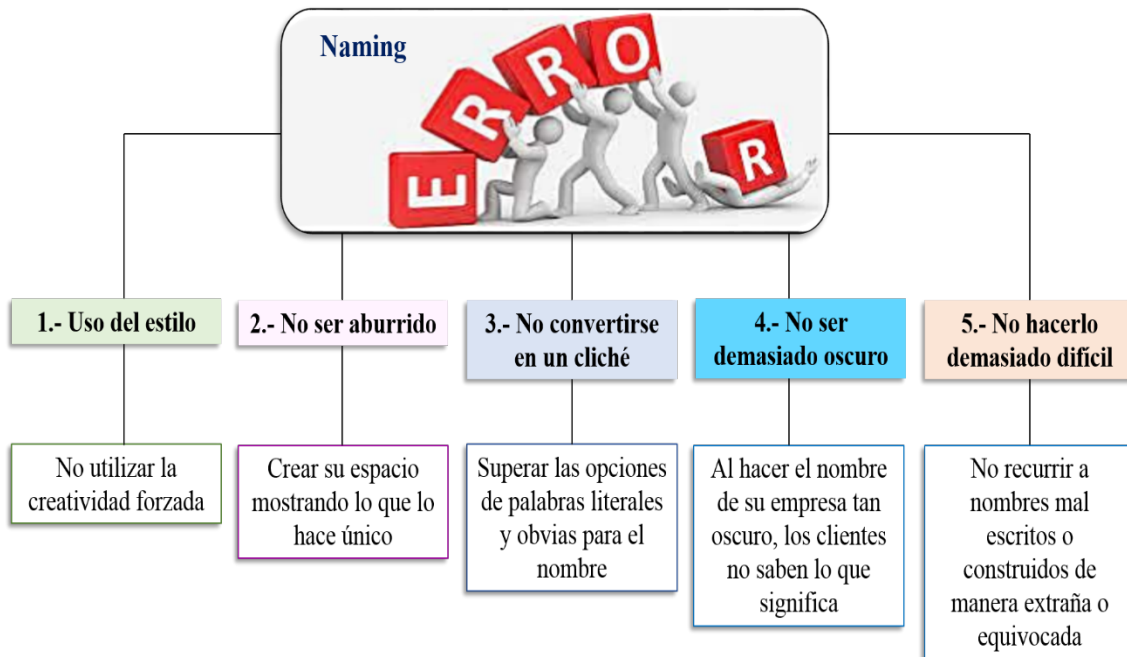 Naming
E R R O R
1.- Uso del estilo
No utilizar la
creatividad forzada
2.- No ser aburrido
Crear su espacio
mostrando lo que lo
hace único
3.- No convertirse
en un cliché
Superar las opciones
de palabras literales
y obvias para el
nombre
4.- No ser
demasiado oscuro
Al hacer el nombre
de su empresa tan
oscuro, los clientes
no saben lo que
significa
5.- No hacerlo
demasiado difícil
No recurrir a
nombres mal
escritos o
construidos de
manera extraña o
equivocada